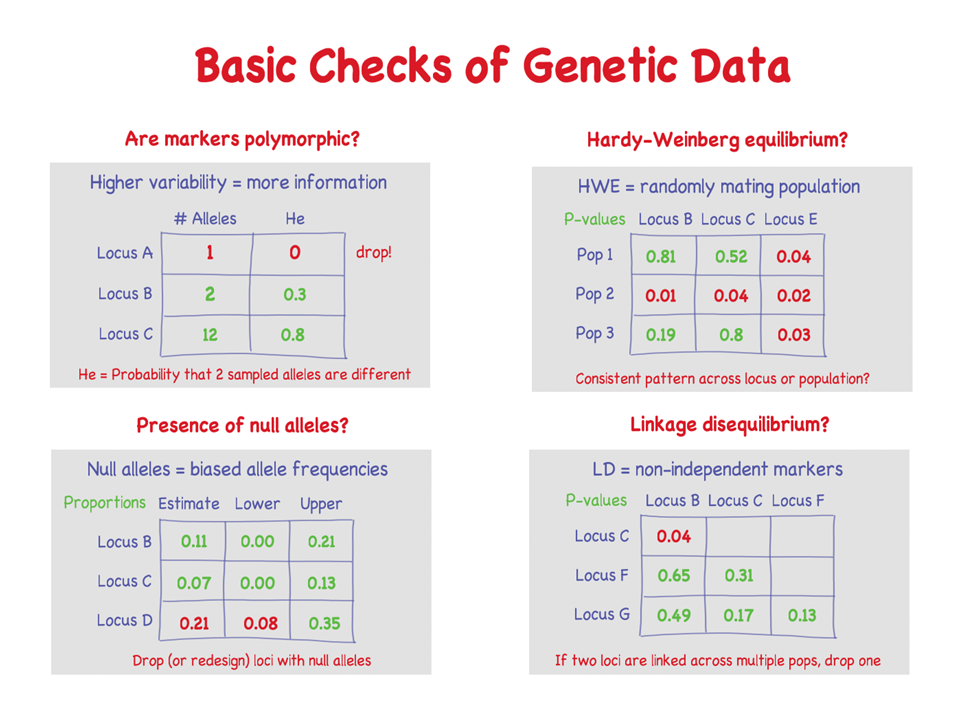 Basic Checks of Genetic Data
Are markers polymorphic?
Higher variability = more information
# Alleles He
Locus A 1 0 drop!
Locus B 2 0.3
Locus C 12 0.8
He = Probability that 2 sampled alleles are different
Hardy-Weinberg equilibrium?
HWE = randomly mating population
P-values Locus B Locus C Locus E
Pop 1 0.81 0.52 0.04
Pop 2 0.01 0.04 0.02
Pop 3 0.19 0.8 0.03
Consistent pattern across locus or population?
Presence of null alleles?
Null alleles = biased allele frequencies
Proportions Estimate Lower Upper
Locus B 0.11 0.00 0.21
Locus C 0.07 0.00 0.13
Locus D 0.21 0.08 0.35
Drop (or redesign) loci with null alleles
Linkage disequilibrium?
LD = non-independent markers
P-values Locus B Locus C Locus F
Locus C 0.04
Locus F 0.65 0.31
Locus G 0.49 0.17 0.13
If two loci are linked across multiple pops, drop one